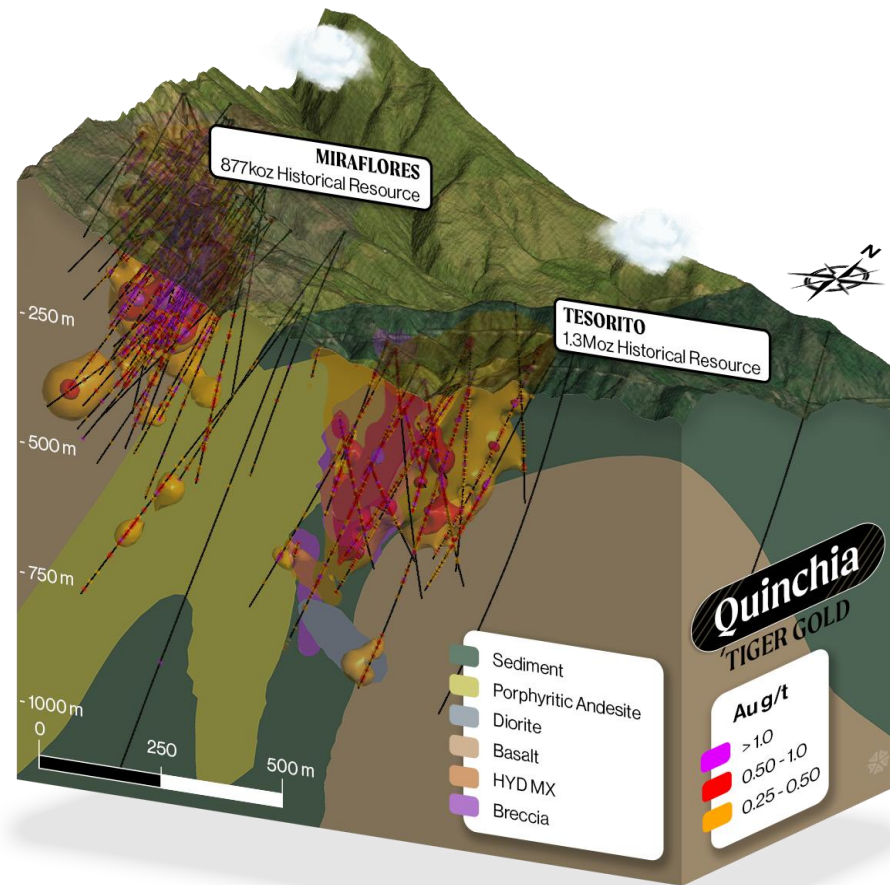 MIRAFLORES
877koz Historical Resource
N
TESORITO
1.3Moz Historical Resource
- 250 m
- 500 m
- 750 m
- 1000 m
0
250
500 m
Quinchia
TIGER GOLD
Sediment
Porphyritic Andesite
Diorite
Basalt
HYD MX
Breccia
Au g/t
> 1.0
0.50 - 1.0
0.25 - 0.50